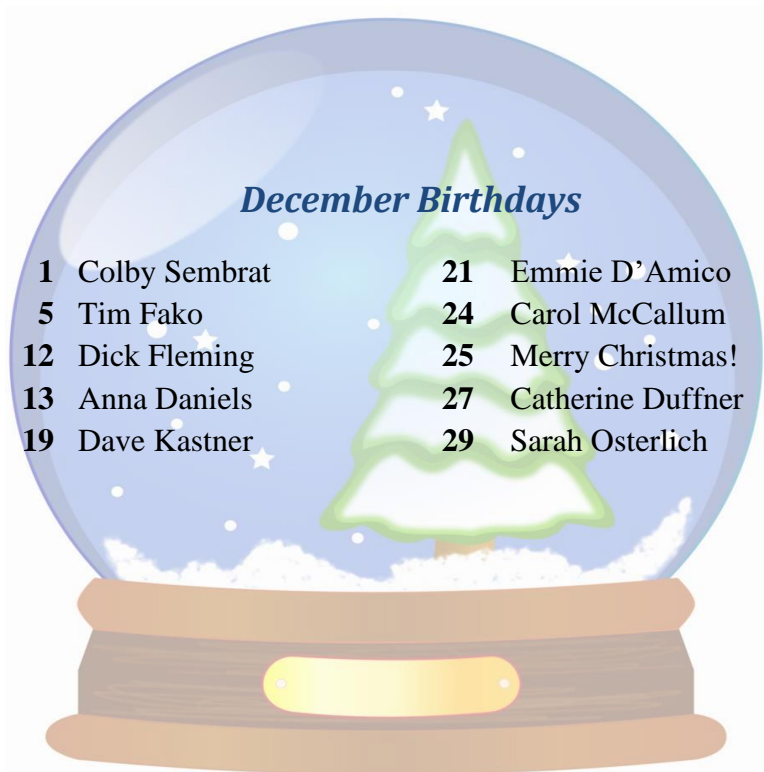 December Birthdays
1 Colby Sembrat
5 Tim Fako
12 Dick Fleming
13 Anna Daniels
19 Dave Kastner
21 Emmie D’Amico
24 Carol McCallum
25 Merry Christmas!
27 Catherine Duffner
29 Sarah Osterlich